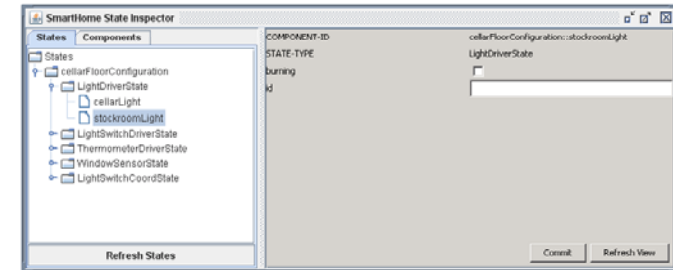 SmartHome State Inspector
States Components
States
cellarFloorConfiguration
LightDriverState
cellarLight
stockroomLight
LightSwitchDriverState
ThermometerDriverState
WindowSensorState
LightSwitchCoordState
Refresh States
COMPONENT-ID cellarFloorConfiguration::stockroomLight
STATE-TYPE LightDriverState
burning
id
Commit Refresh View